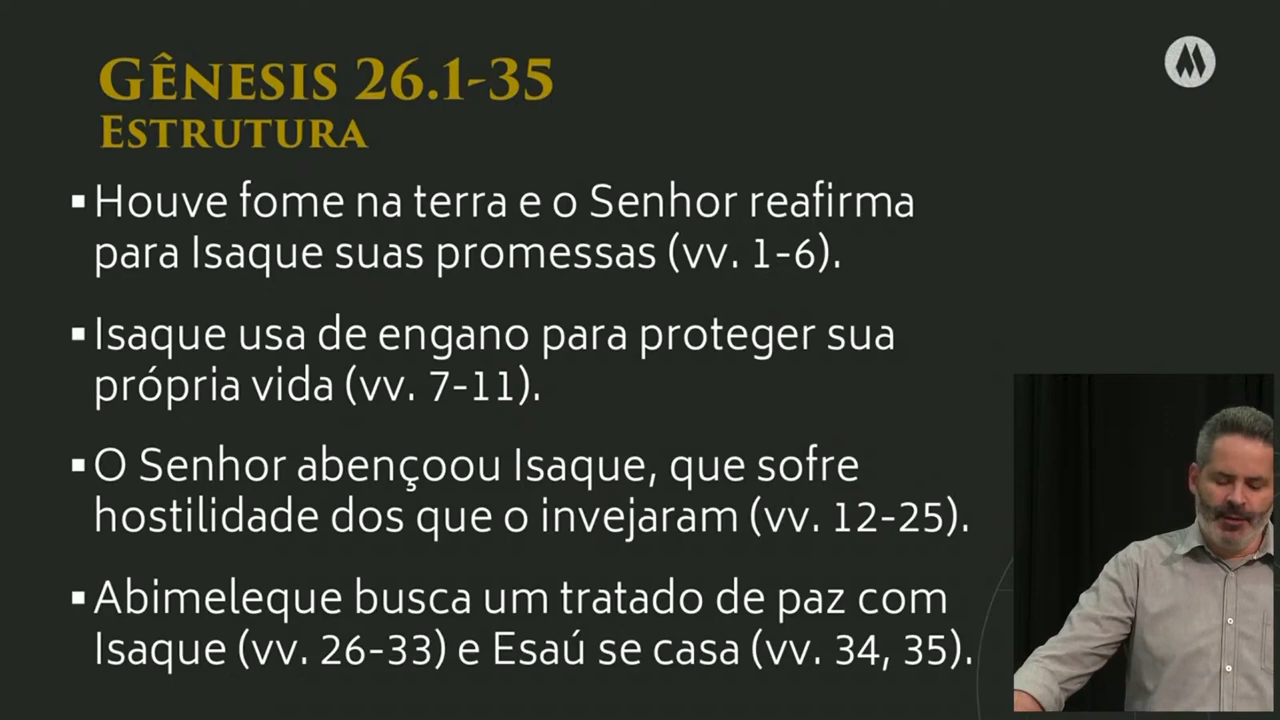 GÊNESIS 26.1-35
ESTRUTURA
▪ Houve fome na terra e o Senhor reafirma
para Isaque suas promessas (vv. 1-6).
▪ Isaque usa de engano para proteger sua
própria vida (vv. 7-11).
▪ O Senhor abençoou Isaque, que sofre
hostilidade dos que o invejaram (vv. 12-25).
▪ Abimeleque busca um tratado de paz com
Isaque (vv. 26-33) e Esaú se casa (vv. 34, 35).